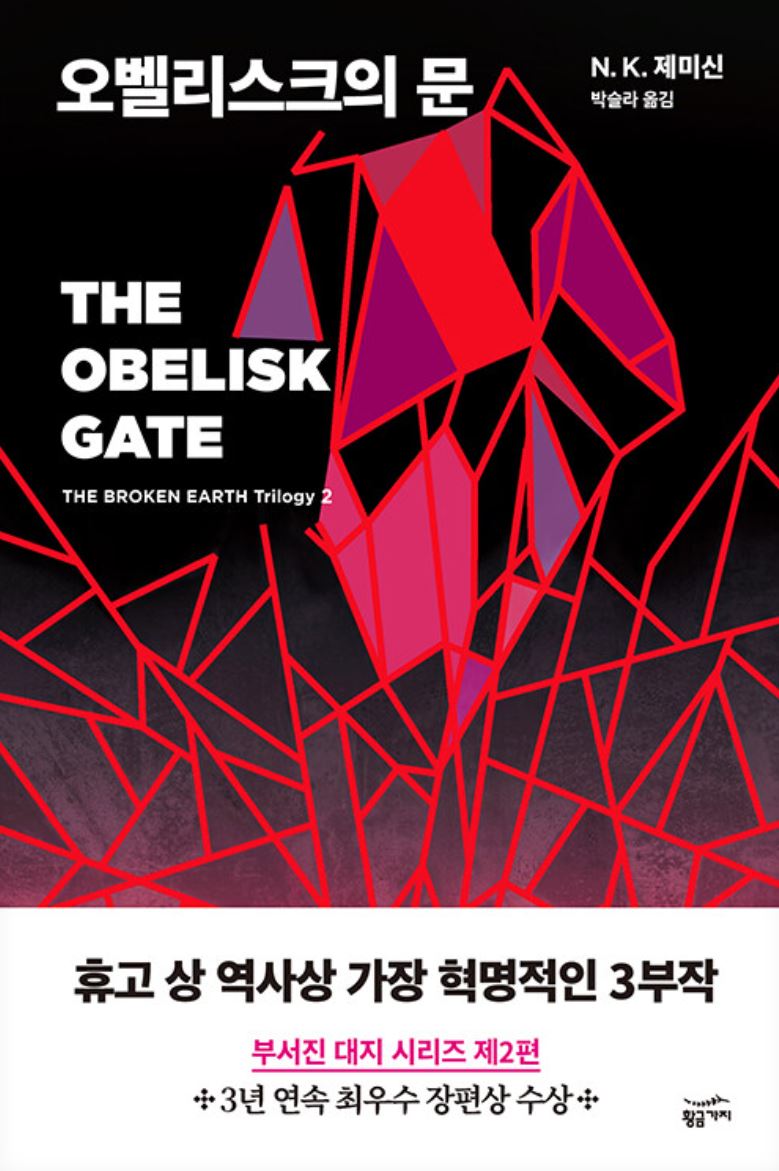 오벨리스크의 문
N. K. 제미신
박슬라 옮김
THE
OBELISK
GATE
THE BROKEN EARTH Trilogy 2
휴고 상 역사상 가장 혁명적인 3부작
부서진 대지 시리즈 제2편
3년 연속 최우수 장편상 수상
황금가지